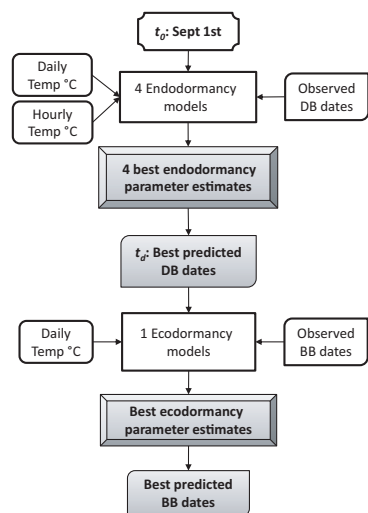 t0: Sept 1st
Daily
Temp °C
Hourly
Temp °C
4 Endodormancy
models
Observed
DB dates
4 best endodormancy
parameter estimates
td: Best predicted
DB dates
Daily
Temp °C
1 Ecodormancy
models
Observed
BB dates
Best ecodormancy
parameter estimates
Best predicted
BB dates